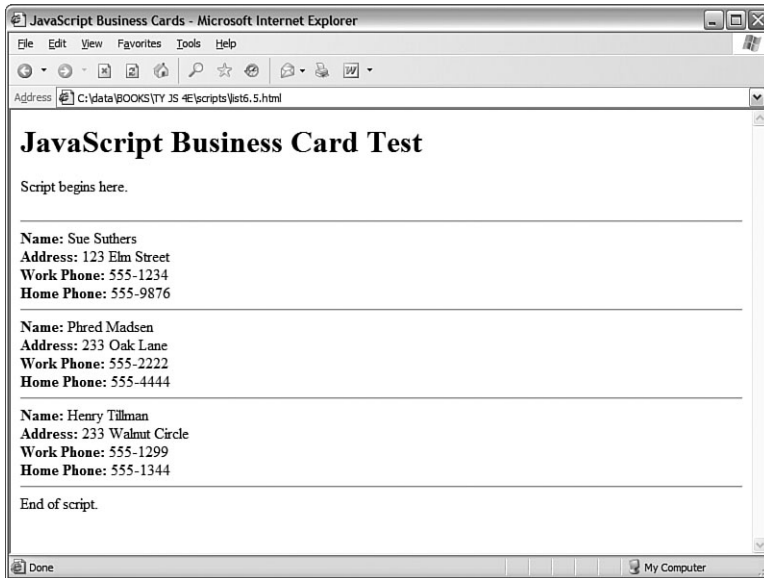 JavaScript Business Cards - Microsoft Internet Explorer
File Edit View Favorites Tools Help
Address C:\data\BOOKS\TY JS 4E\scripts\list6.5.html
JavaScript Business Card Test
Script begins here.
Name: Sue Suthers
Address: 123 Elm Street
Work Phone: 555-1234
Home Phone: 555-9876
Name: Phred Madsen
Address: 233 Oak Lane
Work Phone: 555-2222
Home Phone: 555-4444
Name: Henry Tillman
Address: 233 Walnut Circle
Work Phone: 555-1299
Home Phone: 555-1344
End of script.
Done My Computer